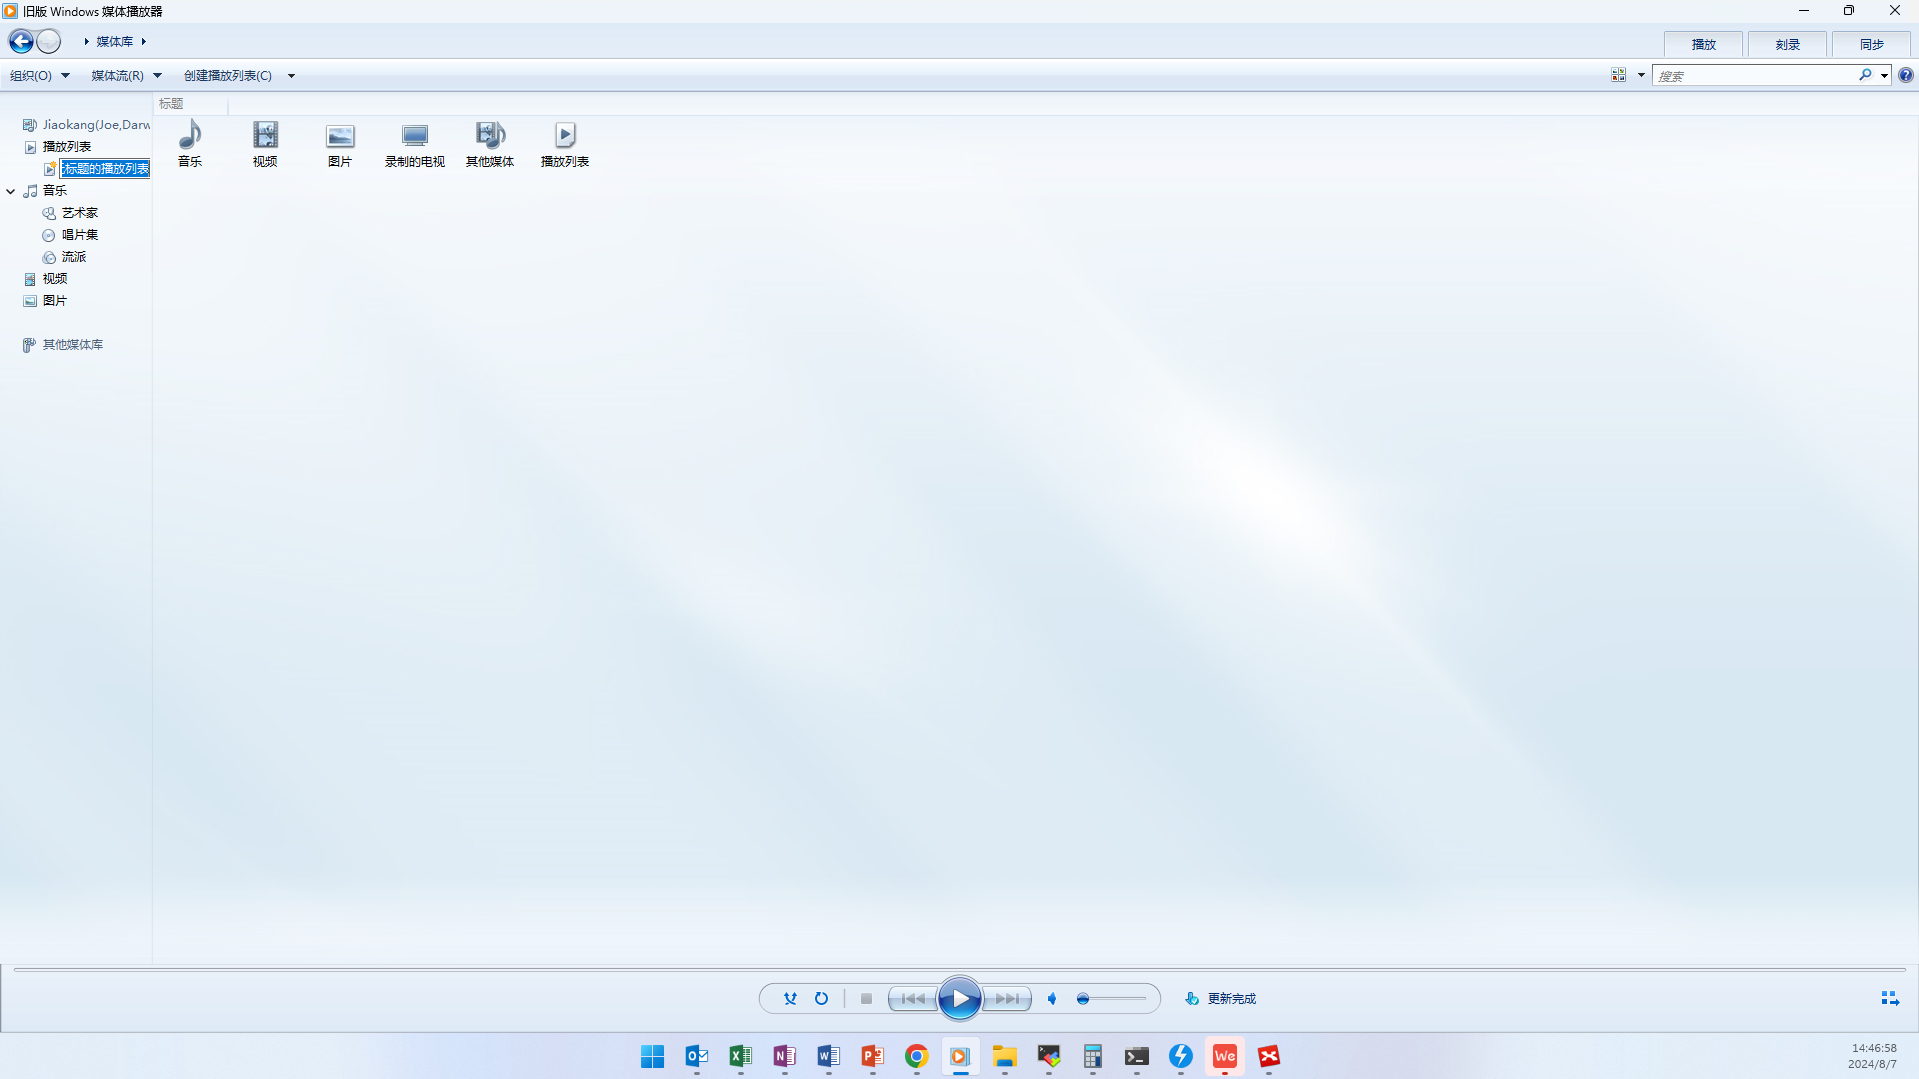 旧版 Windows 媒体播放器
媒体库
播放
刻录
同步
组织(O)
媒体流(R)
创建播放列表(C)
搜索
标题
Jiaokang(Joe,Darw
播放列表
标题的播放列表
音乐
艺术家
唱片集
流派
视频
图片
其他媒体库
音乐
视频
图片
录制的电视
其他媒体
播放列表
更新完成
14:46:58
2024/8/7